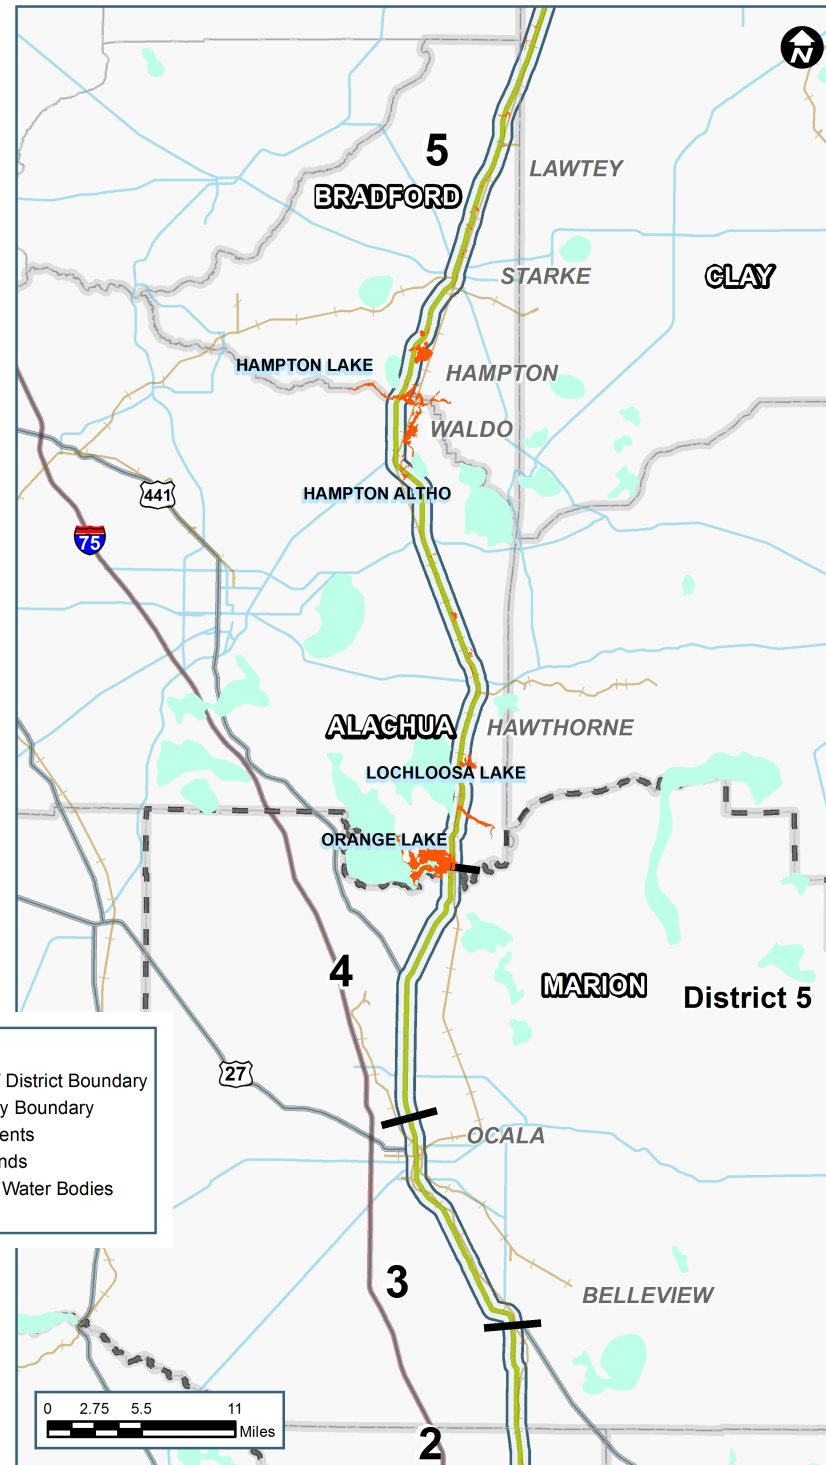 5
LAWTEY
BRADFORD
STARKE
CLAY
HAMPTON LAKE
HAMPTON
WALDO
HAMPTON ALTHO
441
75
ALACHUA
HAWTHORNE
LOCHLOOSA LAKE
ORANGE LAKE
4
MARION
District 5
27
District Boundary
y Boundary
ents
nds
Water Bodies
OCALA
3
BELLEVIEW
0 2.75 5.5 11
Miles
2